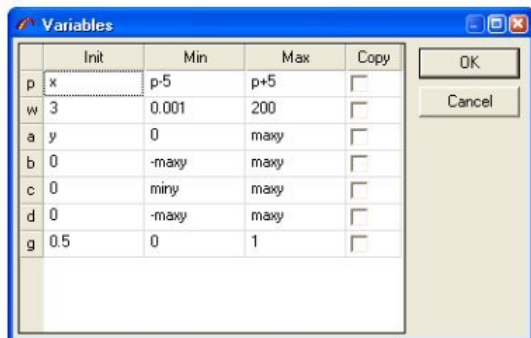 Variables
Init Min Max Copy
p x p-5 p+5
w 3 0.001 200
a y 0 maxy
b 0 -maxy maxy
c 0 miny maxy
d 0 -maxy maxy
g 0.5 0 1
OK
Cancel